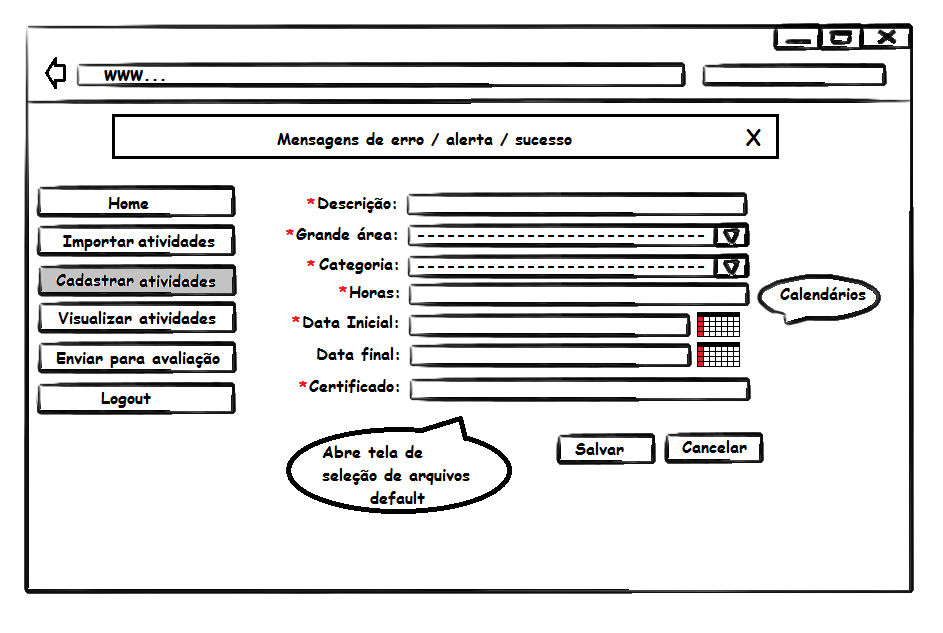 www...
Mensagens de erro / alerta / sucesso X
Home
Importar atividades
Cadastrar atividades
Visualizar atividades
Enviar para avaliação
Logout
*Descrição:
*Grande área:
*Categoria:
*Horas:
*Data Inicial:
Data final:
*Certificado:
Calendários
Abre tela de
seleção de arquivos
default
Salvar
Cancelar